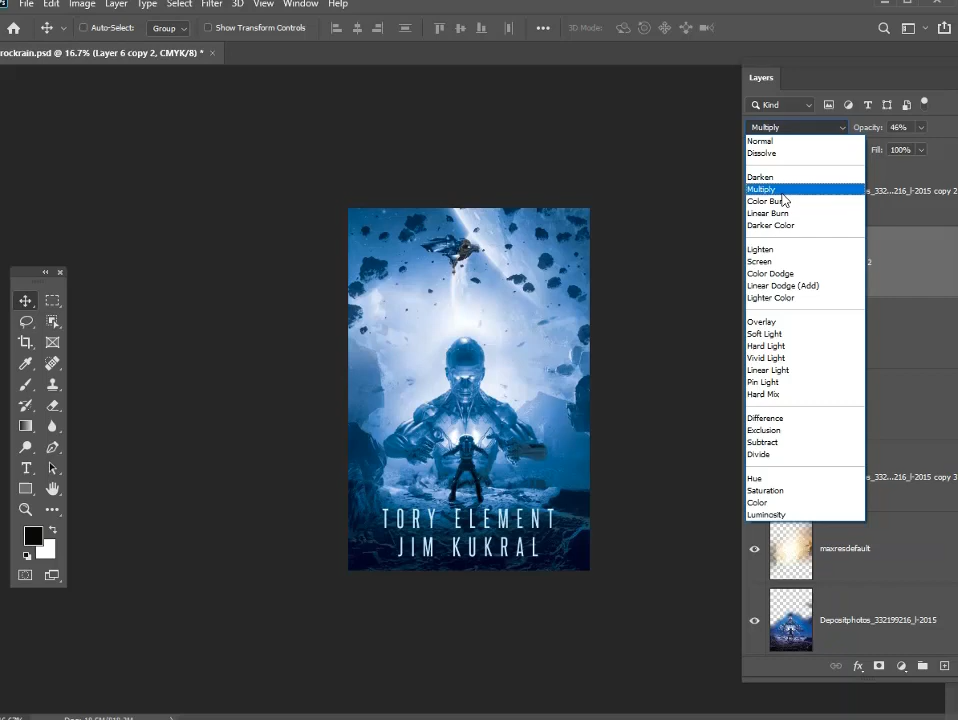 File Edit Image Layer Type Select Filter 3D View Window Help
Auto-Select: Group Show Transform Controls 3D Mode:
rockrain.psd @ 16.7% (Layer 6 copy 2, CMYK/8) * ×
Layers
Kind
Multiply Opacity: 46%
Normal
Fill: 100%
Dissolve
Darken
Multiply
s_332...216_l-2015 copy 2
Color Bur
Linear Burn
Darker Color
Lighten
Screen
2
Color Dodge
Linear Dodge (Add)
Lighter Color
Overlay
Soft Light
Hard Light
Vivid Light
Linear Light
Pin Light
Hard Mix
Difference
Exclusion
Subtract
Divide
Hue
s_332...216_l-2015 copy 3
Saturation
Color
Luminosity
TORY ELEMENT
JIM KUKRAL
maxresdefault
Depositphotos_332199216_l-2015